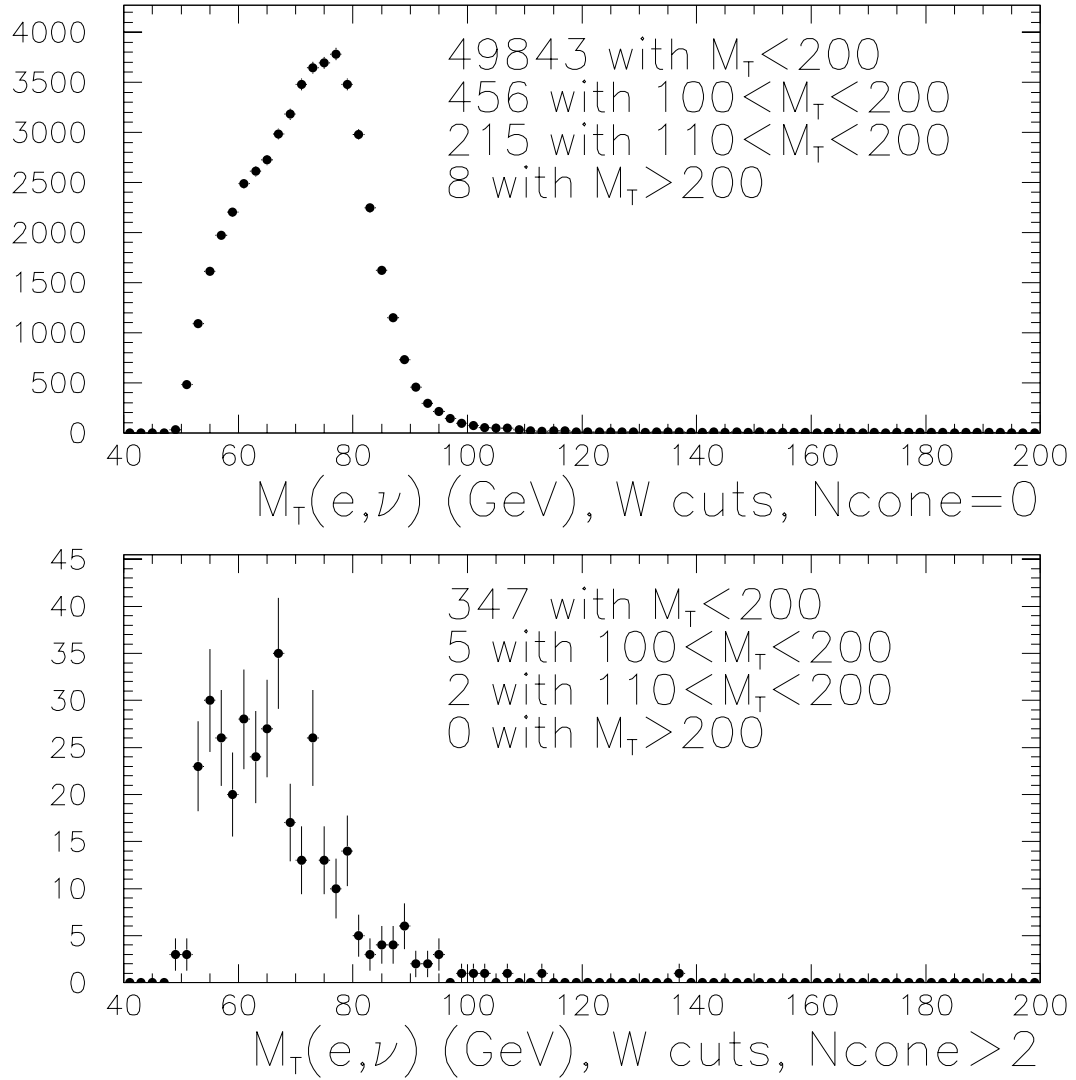 4000
3500
3000
2500
2000
1500
1000
500
0
49843 with M_T<200
456 with 100<M_T<200
215 with 110<M_T<200
8 with M_T>200
40 60 80 100 120 140 160 180 200
M_T(e,ν) (GeV), W cuts, Ncone=0
45
40
35
30
25
20
15
10
5
0
347 with M_T<200
5 with 100<M_T<200
2 with 110<M_T<200
0 with M_T>200
40 60 80 100 120 140 160 180 200
M_T(e,ν) (GeV), W cuts, Ncone>2